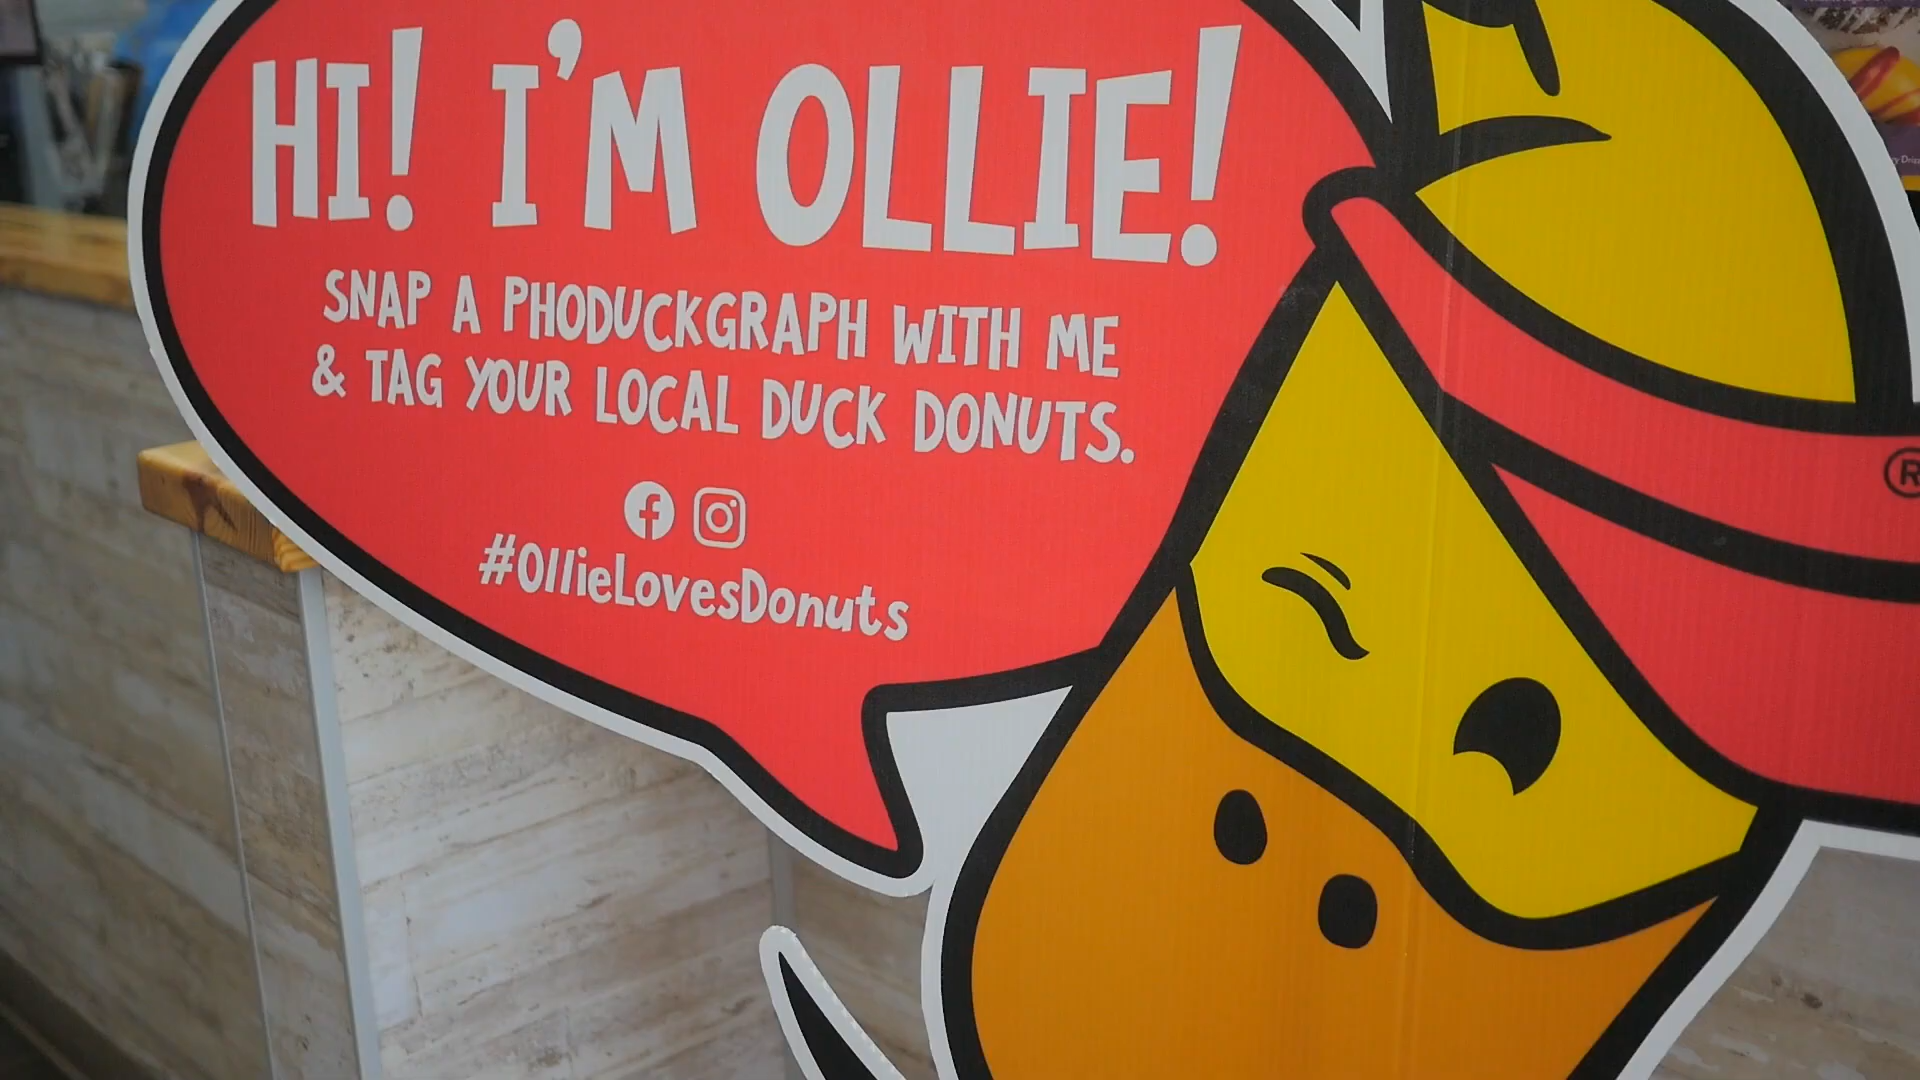 HI! I'M OLLIE!
SNAP A PHODUCKGRAPH WITH ME
& TAG YOUR LOCAL DUCK DONUTS.
#OllieLovesDonuts
®